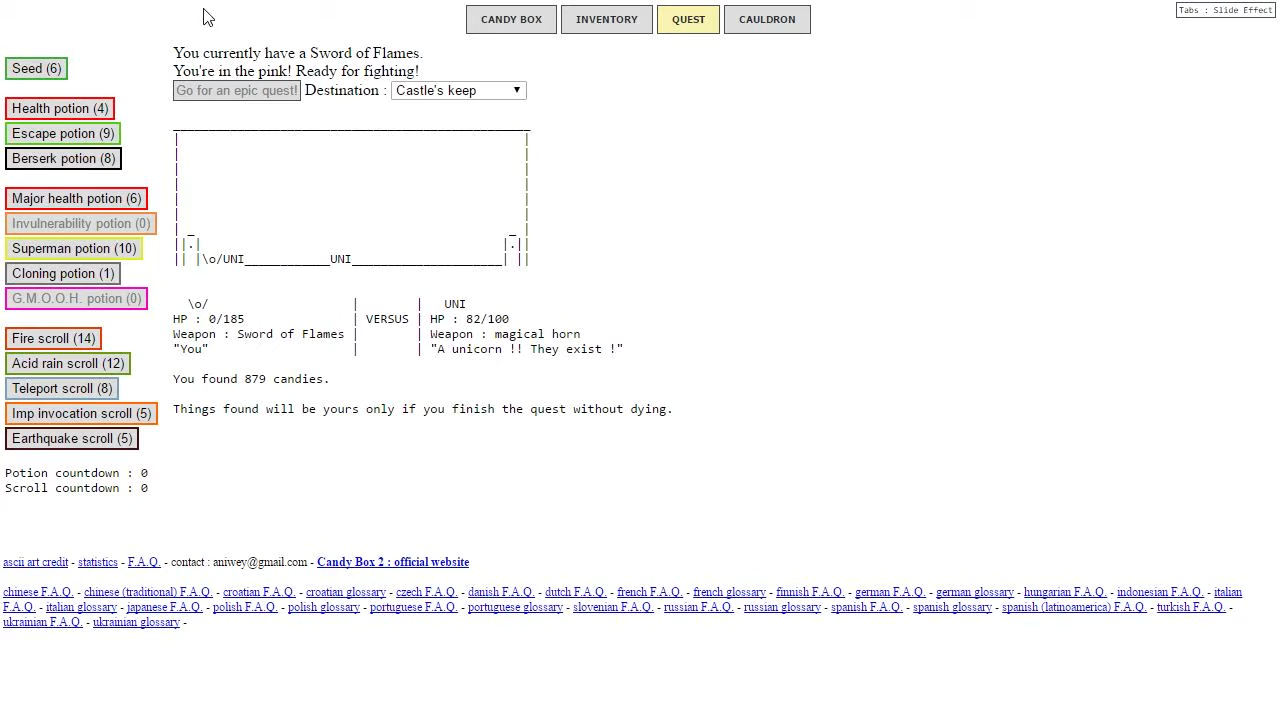 CANDY BOX INVENTORY QUEST CAULDRON
Tabs : Slide Effect
You currently have a Sword of Flames.
You're in the pink! Ready for fighting!
Go for an epic quest! Destination : Castle's keep
Seed (6)
Health potion (4)
Escape potion (9)
Berserk potion (8)
Major health potion (6)
Invulnerability potion (0)
Superman potion (10)
Cloning potion (1)
G.M.O.O.H. potion (0)
Fire scroll (14)
Acid rain scroll (12)
Teleport scroll (8)
Imp invocation scroll (5)
Earthquake scroll (5)
Potion countdown : 0
Scroll countdown : 0
|| |\o/UNI____________UNI_____________________| ||
\o/ | | UNI
HP : 0/185 | VERSUS | HP : 82/100
Weapon : Sword of Flames | | Weapon : magical horn
"You" | | "A unicorn !! They exist !"
You found 879 candies.
Things found will be yours only if you finish the quest without dying.
ascii art credit - statistics - F.A.Q. - contact : aniwey@gmail.com - Candy Box 2 : official website
chinese F.A.Q. - chinese (traditional) F.A.Q. - croatian F.A.Q. - croatian glossary - czech F.A.Q. - danish F.A.Q. - dutch F.A.Q. - french F.A.Q. - french glossary - finnish F.A.Q. - german F.A.Q. - german glossary - hungarian F.A.Q. - indonesian F.A.Q. - italian
F.A.Q. - italian glossary - japanese F.A.Q. - polish F.A.Q. - polish glossary - portuguese F.A.Q. - portuguese glossary - slovenian F.A.Q. - russian F.A.Q. - russian glossary - spanish F.A.Q. - spanish glossary - spanish (latinoamerica) F.A.Q. - turkish F.A.Q. -
ukrainian F.A.Q. - ukrainian glossary -